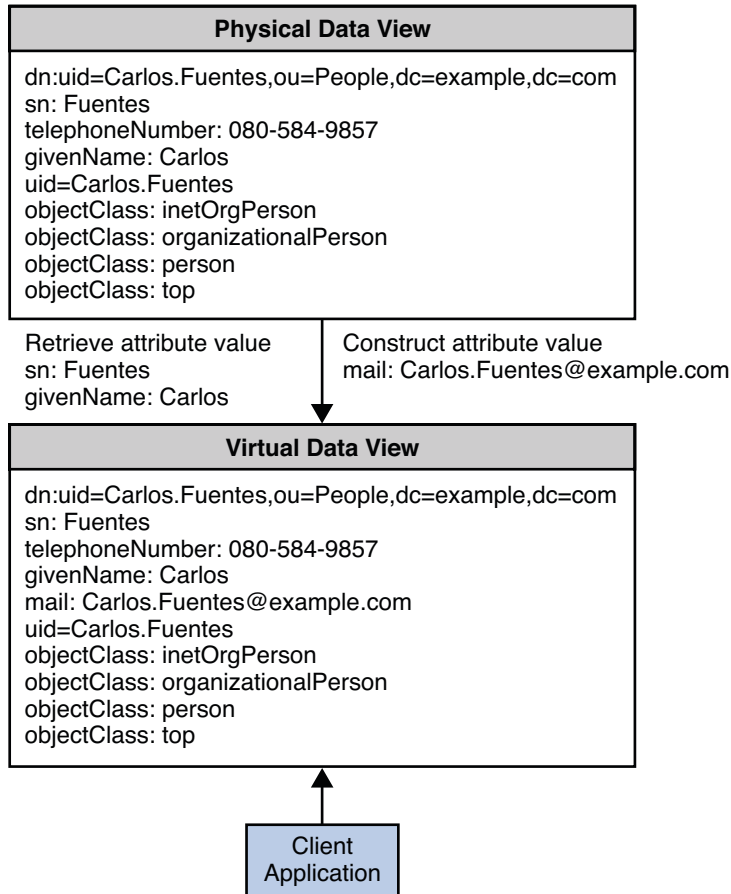 Physical Data View
dn:uid=Carlos.Fuentes,ou=People,dc=example,dc=com
sn: Fuentes
telephoneNumber: 080-584-9857
givenName: Carlos
uid=Carlos.Fuentes
objectClass: inetOrgPerson
objectClass: organizationalPerson
objectClass: person
objectClass: top
Retrieve attribute value
sn: Fuentes
givenName: Carlos
Construct attribute value
mail: Carlos.Fuentes@example.com
Virtual Data View
dn:uid=Carlos.Fuentes,ou=People,dc=example,dc=com
sn: Fuentes
telephoneNumber: 080-584-9857
givenName: Carlos
mail: Carlos.Fuentes@example.com
uid=Carlos.Fuentes
objectClass: inetOrgPerson
objectClass: organizationalPerson
objectClass: person
objectClass: top
Client
Application